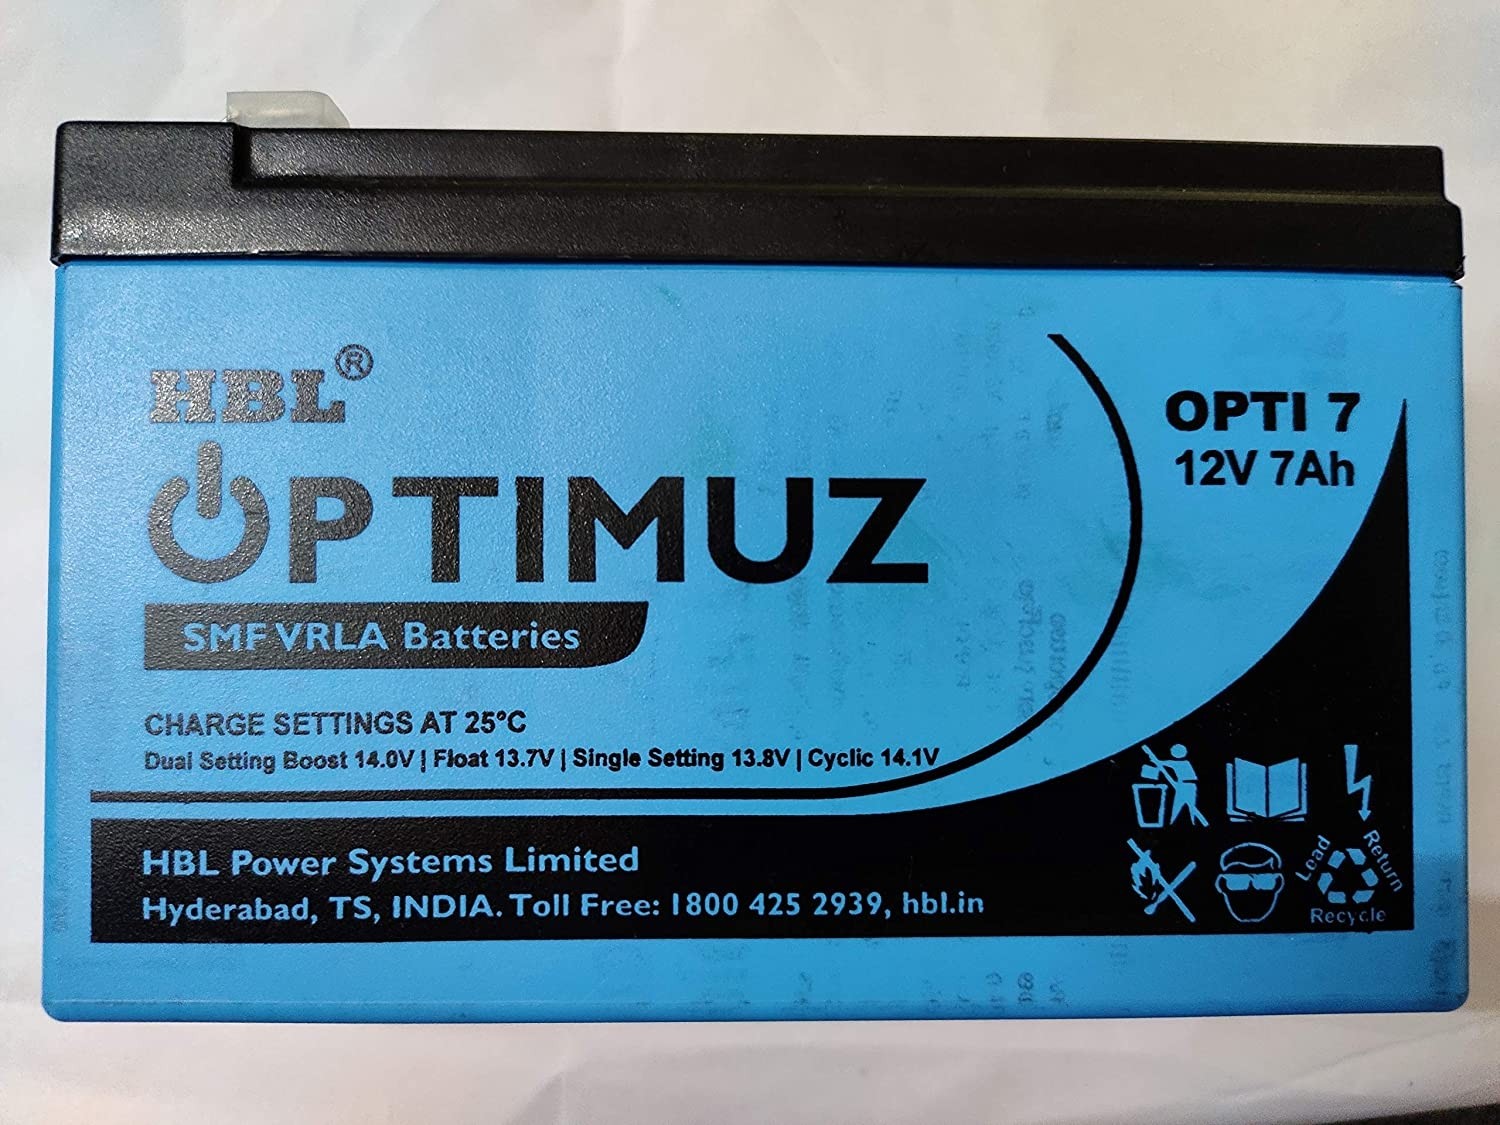 HBL®
OPTIMUZ
SMF VRLA Batteries
CHARGE SETTINGS AT 25°C
Dual Setting Boost 14.0V | Float 13.7V | Single Setting 13.8V | Cyclic 14.1V
OPTI 7
12V 7Ah
HBL Power Systems Limited
Hyderabad, TS, INDIA. Toll Free: 1800 425 2939, hbl.in
Lead
Return
Recycle